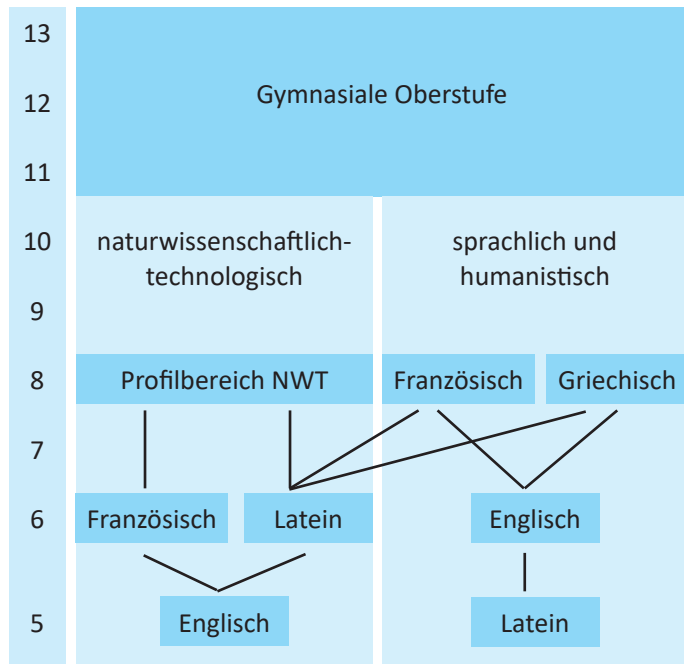 13
Gymnasiale Oberstufe
12
11
10
naturwissenschaftlich-
technologisch
sprachlich und
humanistisch
9
8
Profilbereich NWT
Französisch
Griechisch
7
6
Französisch
Latein
Englisch
5
Englisch
Latein